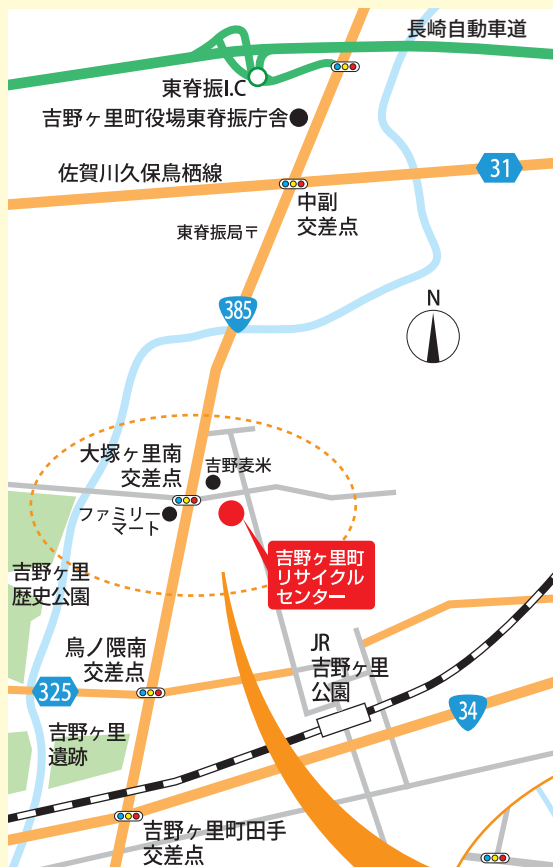 長崎自動車道
東脊振I.C
吉野ヶ里町役場東脊振庁舎
佐賀川久保鳥栖線
31
中副
交差点
東脊振局〒
385
N
大塚ヶ里南
交差点
吉野麦米
ファミリー
マート
吉野ヶ里町
リサイクル
センター
吉野ヶ里
歴史公園
鳥ノ隈南
交差点
JR
吉野ヶ里
公園
325
34
吉野ヶ里
遺跡
吉野ヶ里町田手
交差点